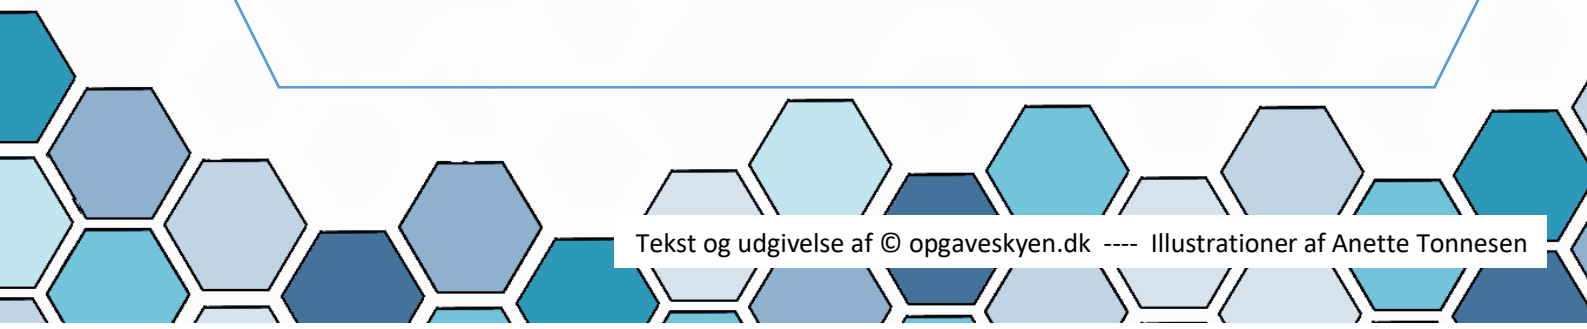 Tekst og udgivelse af © opgaveskyen.dk ---- Illustrationer af Anette Tonnesen